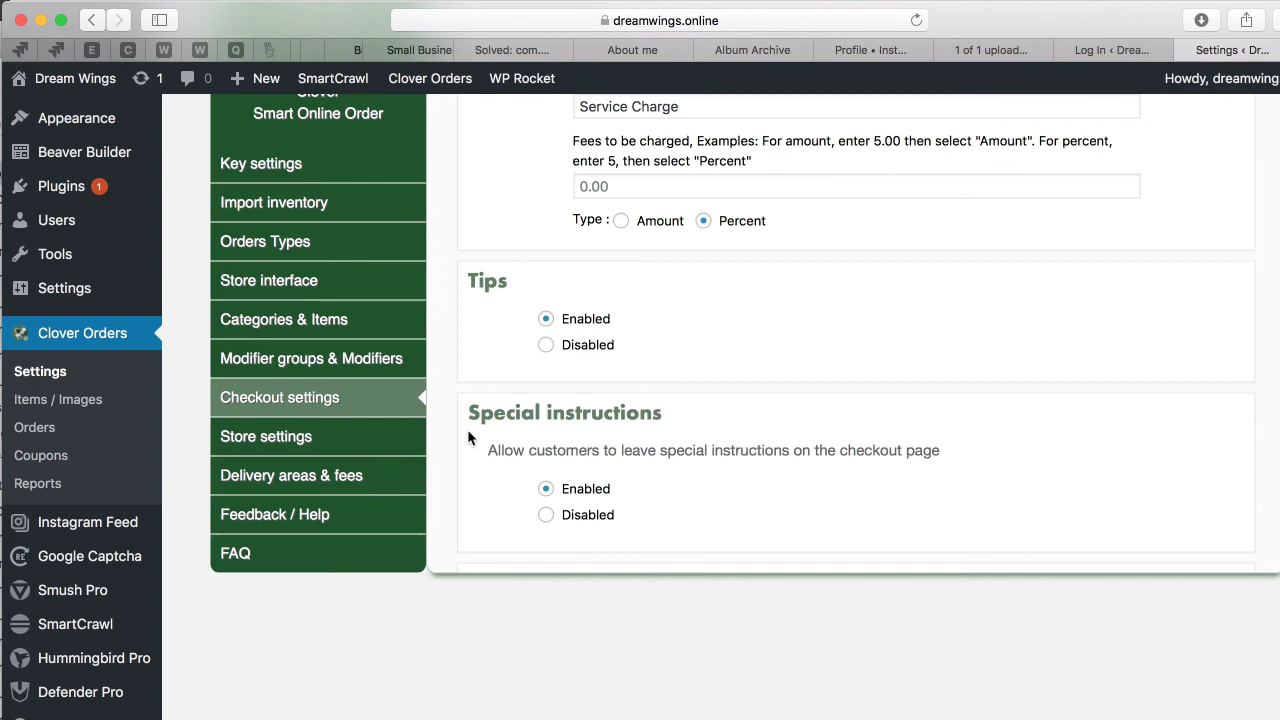 dreamwings.online
E
C
W
W
Q
B
Small Busine
Solved: com....
About me
Album Archive
Profile • Inst...
1 of 1 upload...
Log In ‹ Drea...
Settings ‹ Dr...
Dream Wings
1
0
New
SmartCrawl
Clover Orders
WP Rocket
Howdy, dreamwing
Appearance
Beaver Builder
Plugins 1
Users
Tools
Settings
Clover Orders
Settings
Items / Images
Orders
Coupons
Reports
Instagram Feed
Google Captcha
Smush Pro
SmartCrawl
Hummingbird Pro
Defender Pro
Clover
Smart Online Order
Key settings
Import inventory
Orders Types
Store interface
Categories & Items
Modifier groups & Modifiers
Checkout settings
Store settings
Delivery areas & fees
Feedback / Help
FAQ
Service Charge
Fees to be charged, Examples: For amount, enter 5.00 then select "Amount". For percent,
enter 5, then select "Percent"
0.00
Type : Amount Percent
Tips
Enabled
Disabled
Special instructions
Allow customers to leave special instructions on the checkout page
Enabled
Disabled